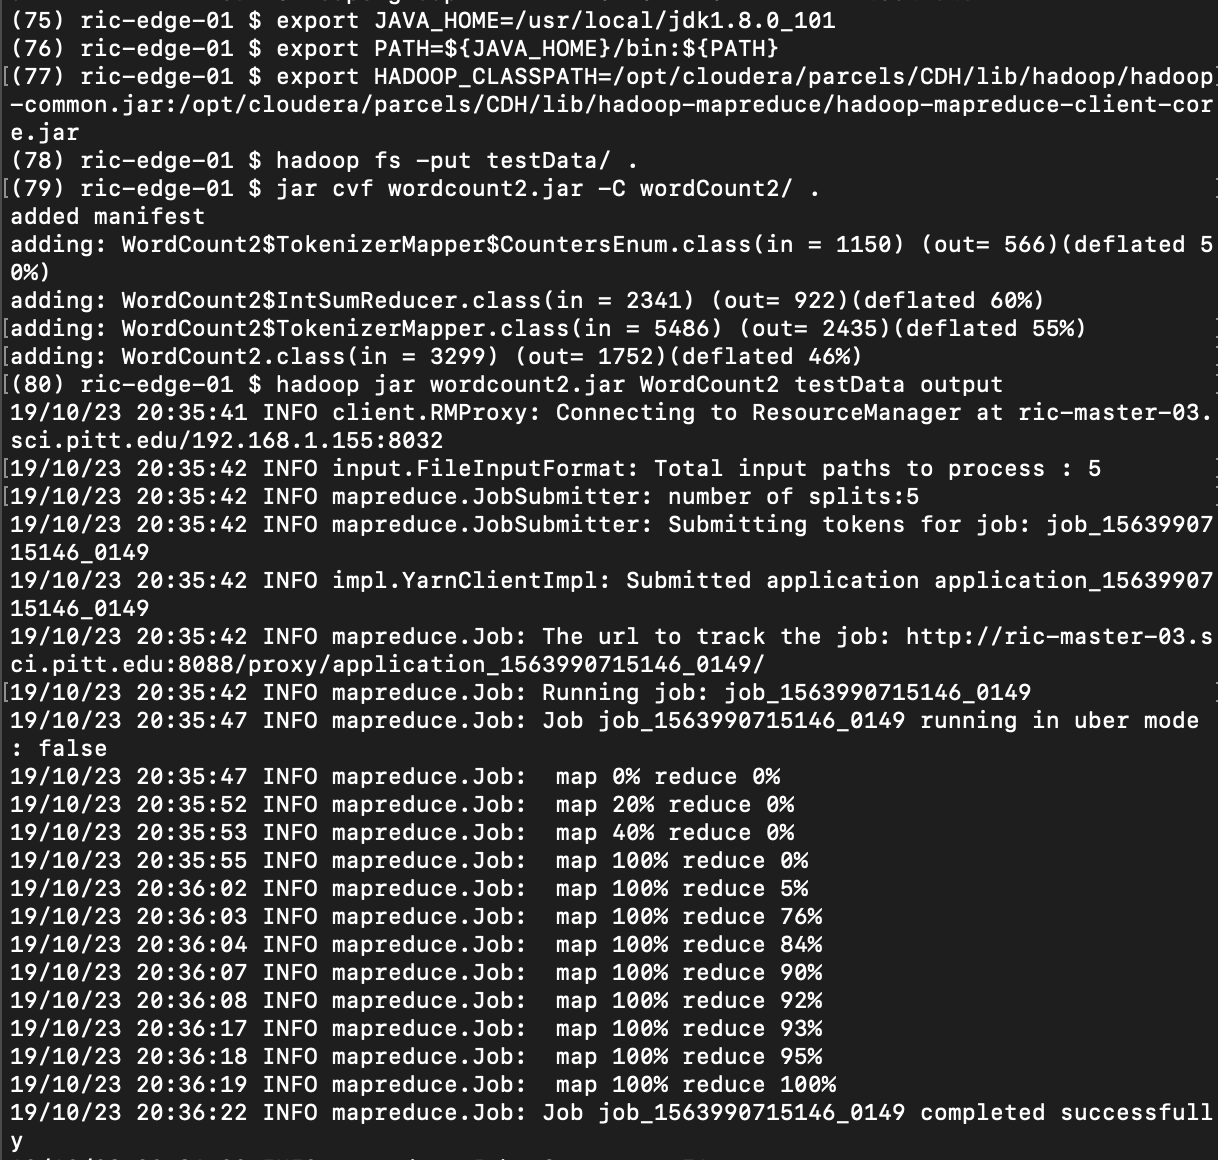 (75) ric-edge-01 $ export JAVA_HOME=/usr/local/jdk1.8.0_101
(76) ric-edge-01 $ export PATH=${JAVA_HOME}/bin:${PATH}
[(77) ric-edge-01 $ export HADOOP_CLASSPATH=/opt/cloudera/parcels/CDH/lib/hadoop/hadoop]
-common.jar:/opt/cloudera/parcels/CDH/lib/hadoop-mapreduce/hadoop-mapreduce-client-cor
e.jar
(78) ric-edge-01 $ hadoop fs -put testData/ .
[(79) ric-edge-01 $ jar cvf wordcount2.jar -C wordCount2/ .
added manifest
adding: WordCount2$TokenizerMapper$CountersEnum.class(in = 1150) (out= 566)(deflated 5
0%)
adding: WordCount2$IntSumReducer.class(in = 2341) (out= 922)(deflated 60%)
[adding: WordCount2$TokenizerMapper.class(in = 5486) (out= 2435)(deflated 55%)
[adding: WordCount2.class(in = 3299) (out= 1752)(deflated 46%)
[(80) ric-edge-01 $ hadoop jar wordcount2.jar WordCount2 testData output
19/10/23 20:35:41 INFO client.RMProxy: Connecting to ResourceManager at ric-master-03.
sci.pitt.edu/192.168.1.155:8032
[19/10/23 20:35:42 INFO input.FileInputFormat: Total input paths to process : 5
[19/10/23 20:35:42 INFO mapreduce.JobSubmitter: number of splits:5
19/10/23 20:35:42 INFO mapreduce.JobSubmitter: Submitting tokens for job: job_15639907
15146_0149
19/10/23 20:35:42 INFO impl.YarnClientImpl: Submitted application application_15639907
15146_0149
19/10/23 20:35:42 INFO mapreduce.Job: The url to track the job: http://ric-master-03.s
ci.pitt.edu:8088/proxy/application_1563990715146_0149/
[19/10/23 20:35:42 INFO mapreduce.Job: Running job: job_1563990715146_0149
19/10/23 20:35:47 INFO mapreduce.Job: Job job_1563990715146_0149 running in uber mode
: false
19/10/23 20:35:47 INFO mapreduce.Job:  map 0% reduce 0%
19/10/23 20:35:52 INFO mapreduce.Job:  map 20% reduce 0%
19/10/23 20:35:53 INFO mapreduce.Job:  map 40% reduce 0%
19/10/23 20:35:55 INFO mapreduce.Job:  map 100% reduce 0%
19/10/23 20:36:02 INFO mapreduce.Job:  map 100% reduce 5%
19/10/23 20:36:03 INFO mapreduce.Job:  map 100% reduce 76%
19/10/23 20:36:04 INFO mapreduce.Job:  map 100% reduce 84%
19/10/23 20:36:07 INFO mapreduce.Job:  map 100% reduce 90%
19/10/23 20:36:08 INFO mapreduce.Job:  map 100% reduce 92%
19/10/23 20:36:17 INFO mapreduce.Job:  map 100% reduce 93%
19/10/23 20:36:18 INFO mapreduce.Job:  map 100% reduce 95%
19/10/23 20:36:19 INFO mapreduce.Job:  map 100% reduce 100%
19/10/23 20:36:22 INFO mapreduce.Job: Job job_1563990715146_0149 completed successfull
y